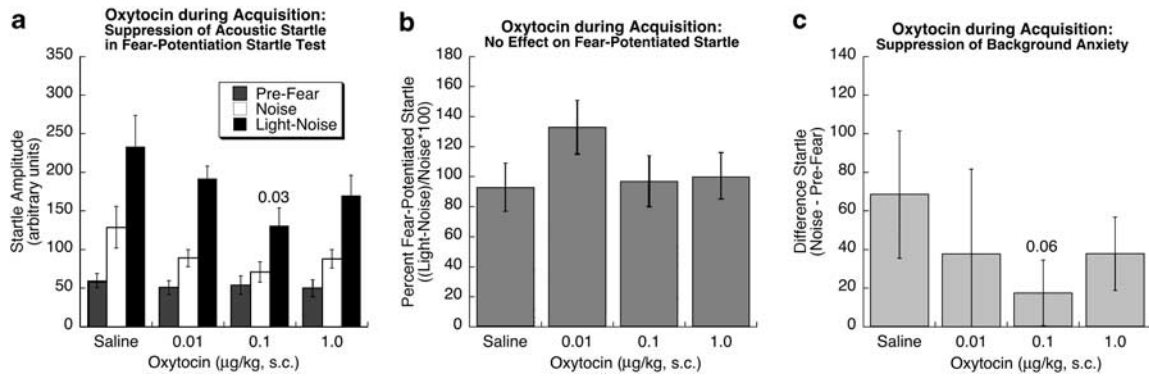 a
Oxytocin during Acquisition:
Suppression of Acoustic Startle
in Fear-Potentiation Startle Test
350
300
250
200
150
100
50
0
Startle Amplitude
(arbitrary units)
Pre-Fear
Noise
Light-Noise
0.03
Saline 0.01 0.1 1.0
Oxytocin (µg/kg, s.c.)
b
Oxytocin during Acquisition:
No Effect on Fear-Potentiated Startle
180
160
140
120
100
80
60
40
20
0
Percent Fear-Potentiated Startle
((Light-Noise)/Noise*100)
Saline 0.01 0.1 1.0
Oxytocin (µg/kg, s.c.)
c
Oxytocin during Acquisition:
Suppression of Background Anxiety
140
120
100
80
60
40
20
0
Difference Startle
(Noise - Pre-Fear)
0.06
Saline 0.01 0.1 1.0
Oxytocin (µg/kg, s.c.)